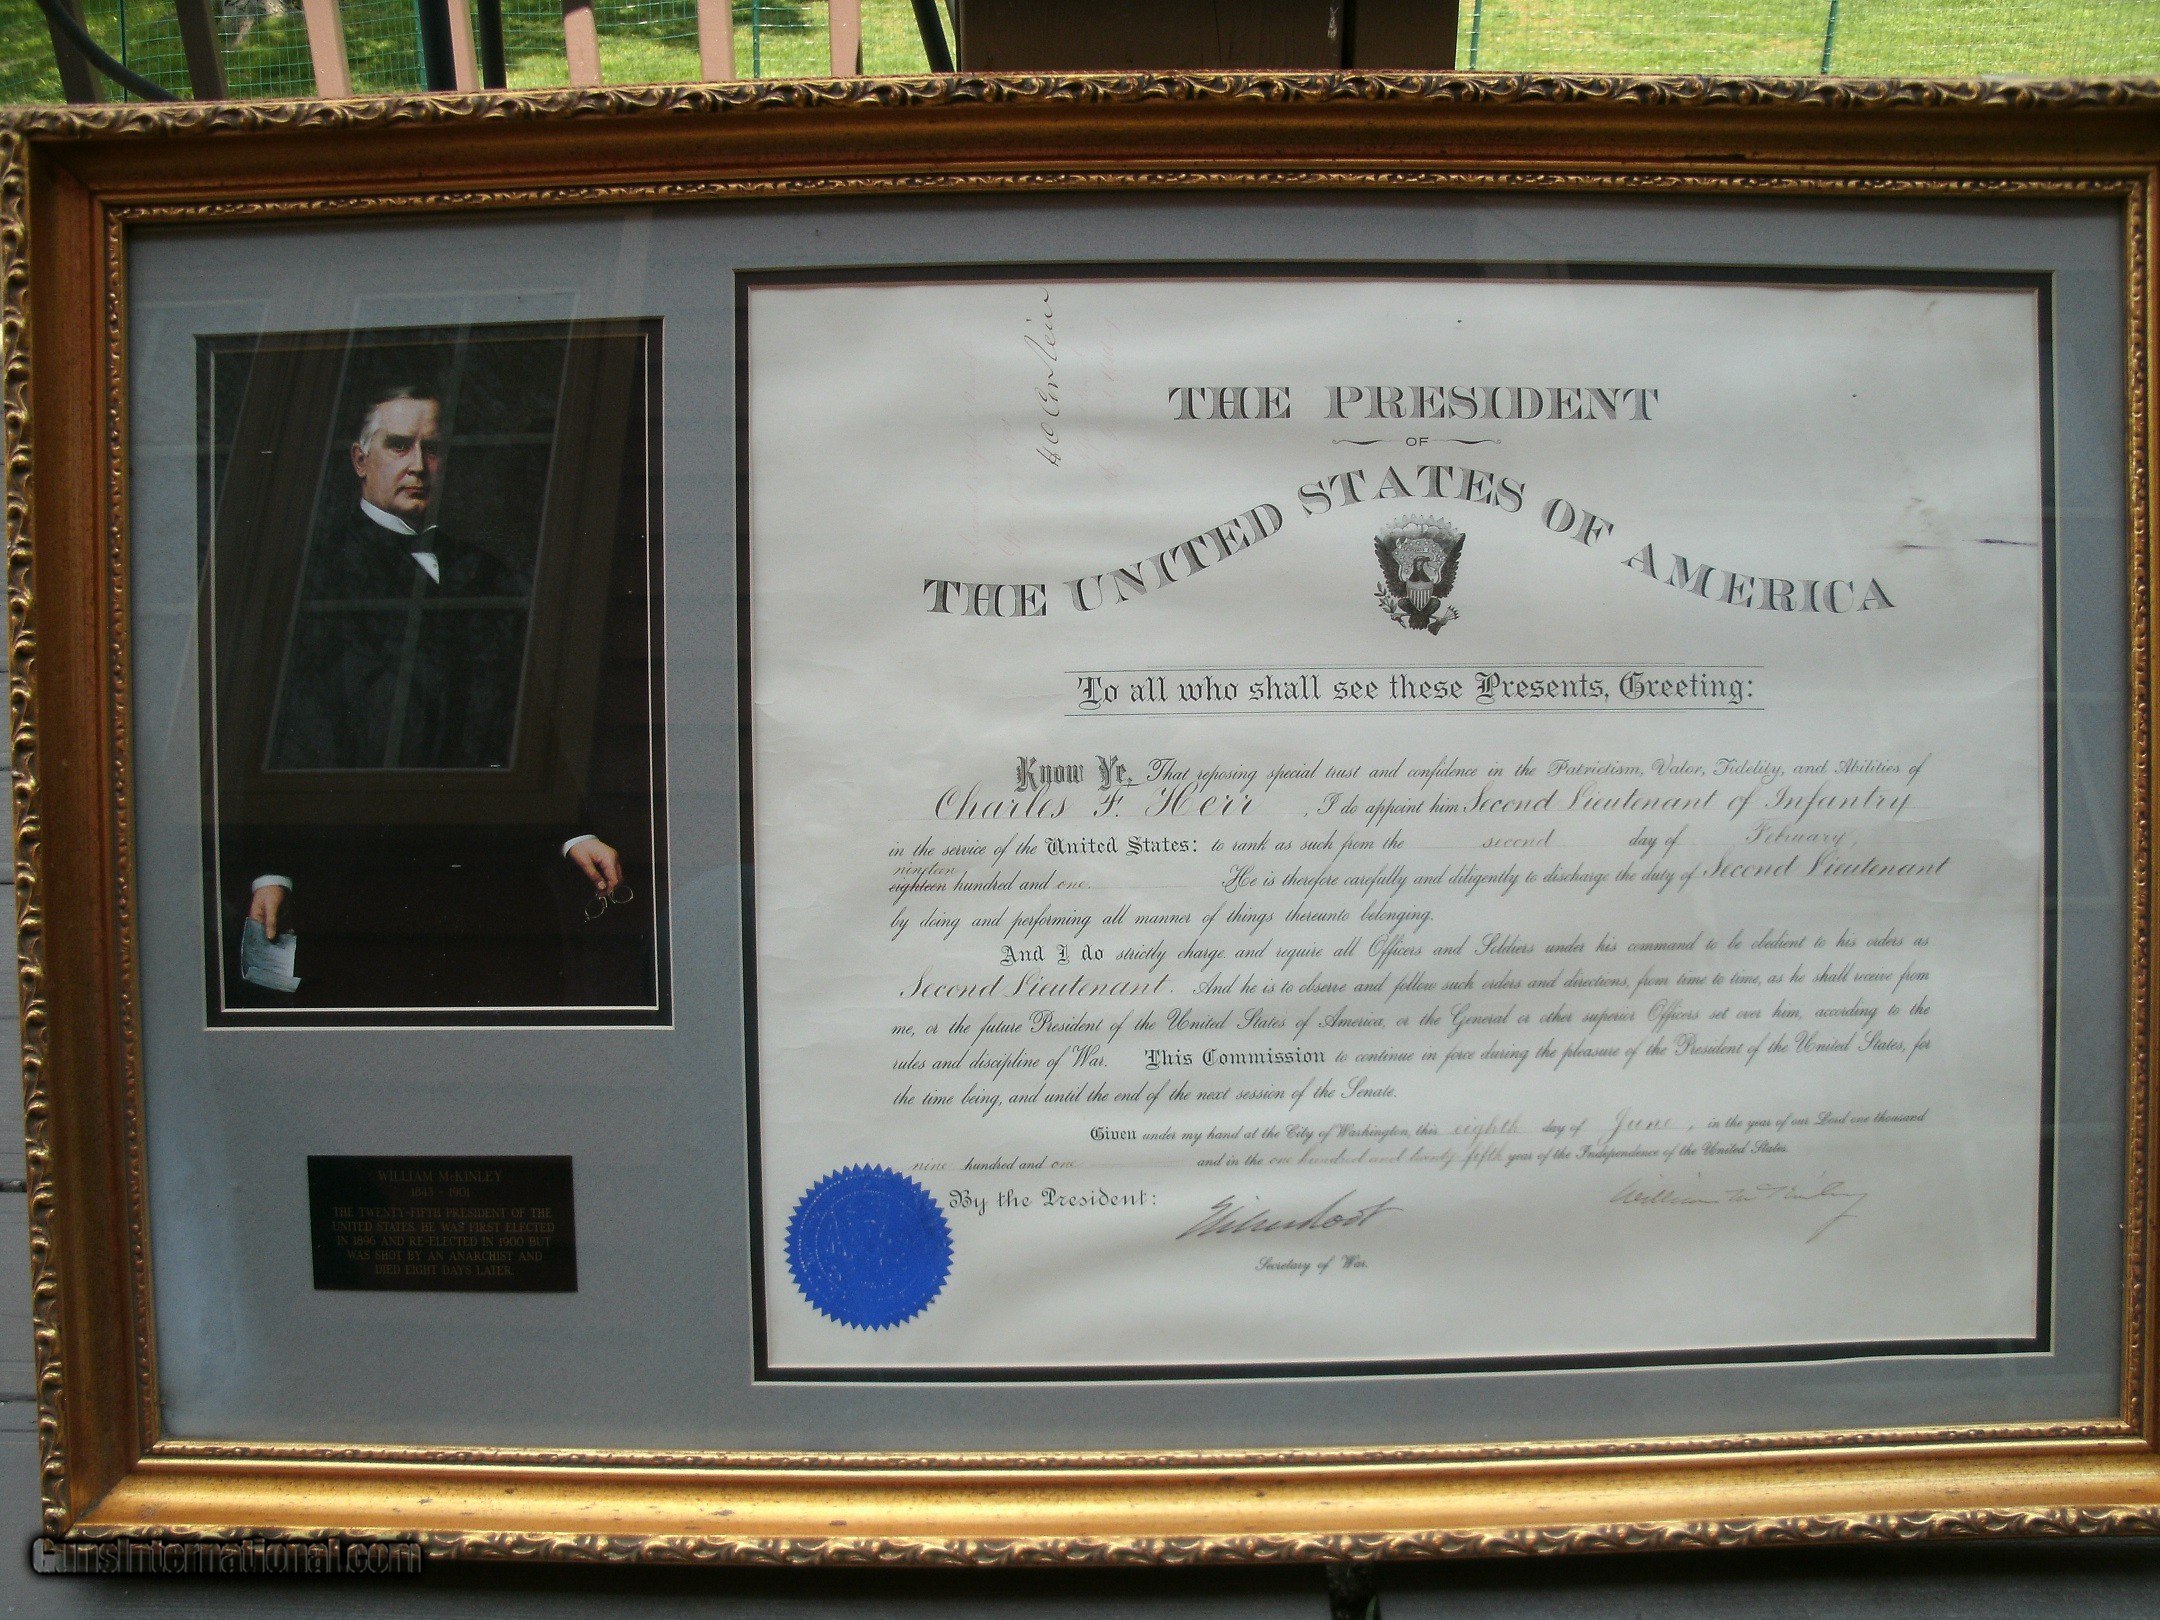 THE PRESIDENT
OF
THE UNITED STATES OF AMERICA
To all who shall see these Presents, Greeting:
Know Ye, That reposing special trust and confidence in the Patriotism, Valor, Fidelity, and Abilities of
Charles F. Herr , I do appoint him Second Lieutenant of Infantry
in the service of the United States: to rank as such from the second day of February,
nineteen
eighteen hundred and one. He is therefore carefully and diligently to discharge the duty of Second Lieutenant
by doing and performing all manner of things thereunto belonging.
And I do strictly charge and require all Officers and Soldiers under his command to be obedient to his orders as
Second Lieutenant. And he is to observe and follow such orders and directions, from time to time, as he shall receive from
me, or the future President of the United States of America, or the General or other superior Officers set over him, according to the
rules and discipline of War. This Commission to continue in force during the pleasure of the President of the United States, for
the time being, and until the end of the next session of the Senate.
Given under my hand at the City of Washington, this eighth day of June, in the year of our Lord one thousand
nine hundred and one and in the one hundred and twenty-fifth year of the Independence of the United States.
By the President:
Elihu Root
William McKinley
Secretary of War.
WILLIAM McKINLEY
1843 - 1901
THE TWENTY-FIFTH PRESIDENT OF THE
UNITED STATES. HE WAS FIRST ELECTED
IN 1896 AND RE-ELECTED IN 1900 BUT
WAS SHOT BY AN ANARCHIST AND
DIED EIGHT DAYS LATER.
GunsInternational.com